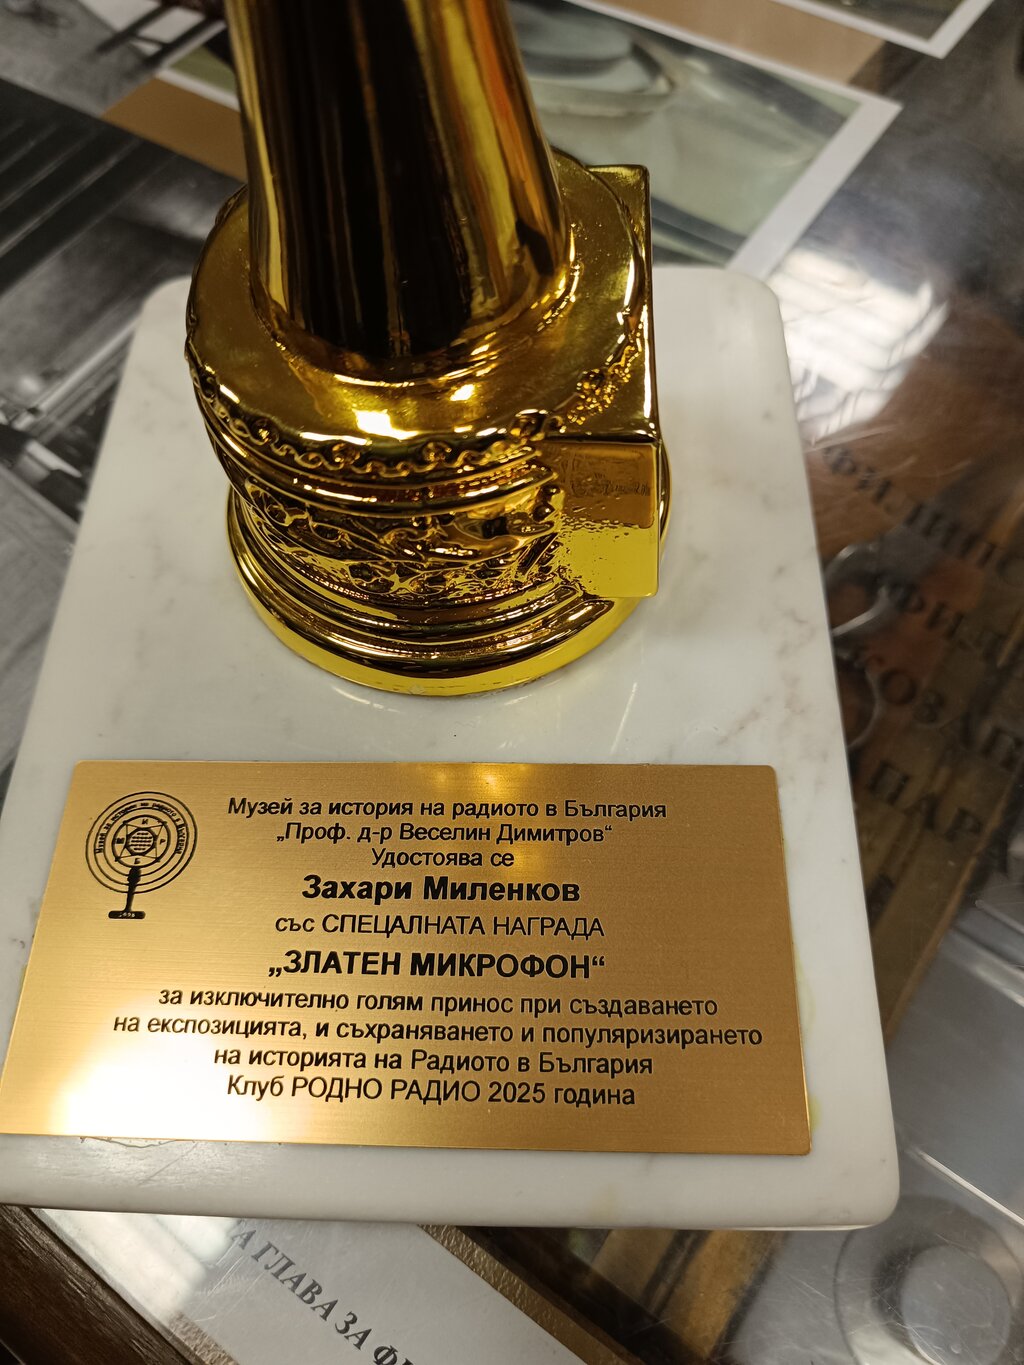 Музей за история на радиото в България
„Проф. д-р Веселин Димитров“
Удостоява се
Захари Миленков
със СПЕЦАЛНАТА НАГРАДА
„ЗЛАТЕН МИКРОФОН“
за изключително голям принос при създаването
на експозицията, и съхраняването и популяризирането
на историята на Радиото в България
Клуб РОДНО РАДИО 2025 година
А ГЛАВА ЗА